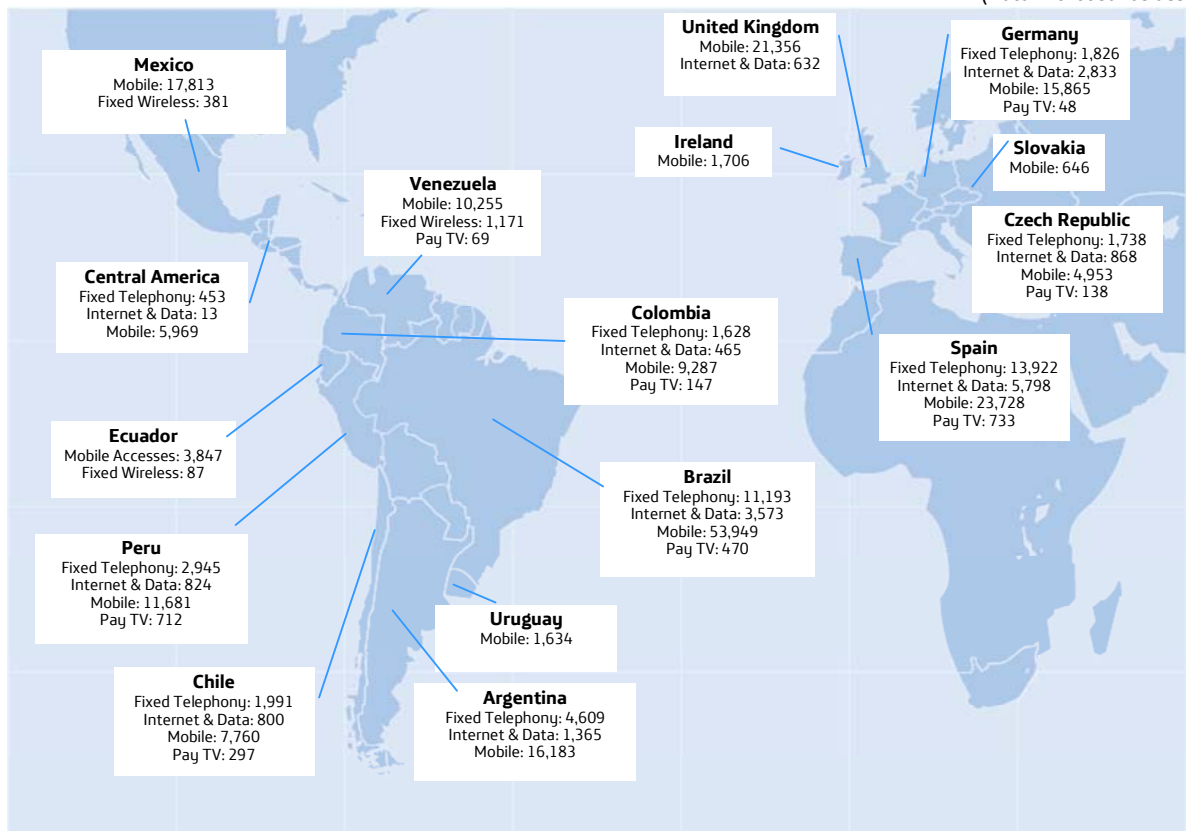 United Kingdom
Mobile: 21,356
Internet & Data: 632
Germany
Fixed Telephony: 1,826
Internet & Data: 2,833
Mobile: 15,865
Pay TV: 48
Mexico
Mobile: 17,813
Fixed Wireless: 381
Ireland
Mobile: 1,706
Slovakia
Mobile: 646
Venezuela
Mobile: 10,255
Fixed Wireless: 1,171
Pay TV: 69
Czech Republic
Fixed Telephony: 1,738
Internet & Data: 868
Mobile: 4,953
Pay TV: 138
Central America
Fixed Telephony: 453
Internet & Data: 13
Mobile: 5,969
Colombia
Fixed Telephony: 1,628
Internet & Data: 465
Mobile: 9,287
Pay TV: 147
Spain
Fixed Telephony: 13,922
Internet & Data: 5,798
Mobile: 23,728
Pay TV: 733
Ecuador
Mobile Accesses: 3,847
Fixed Wireless: 87
Brazil
Fixed Telephony: 11,193
Internet & Data: 3,573
Mobile: 53,949
Pay TV: 470
Peru
Fixed Telephony: 2,945
Internet & Data: 824
Mobile: 11,681
Pay TV: 712
Uruguay
Mobile: 1,634
Chile
Fixed Telephony: 1,991
Internet & Data: 800
Mobile: 7,760
Pay TV: 297
Argentina
Fixed Telephony: 4,609
Internet & Data: 1,365
Mobile: 16,183